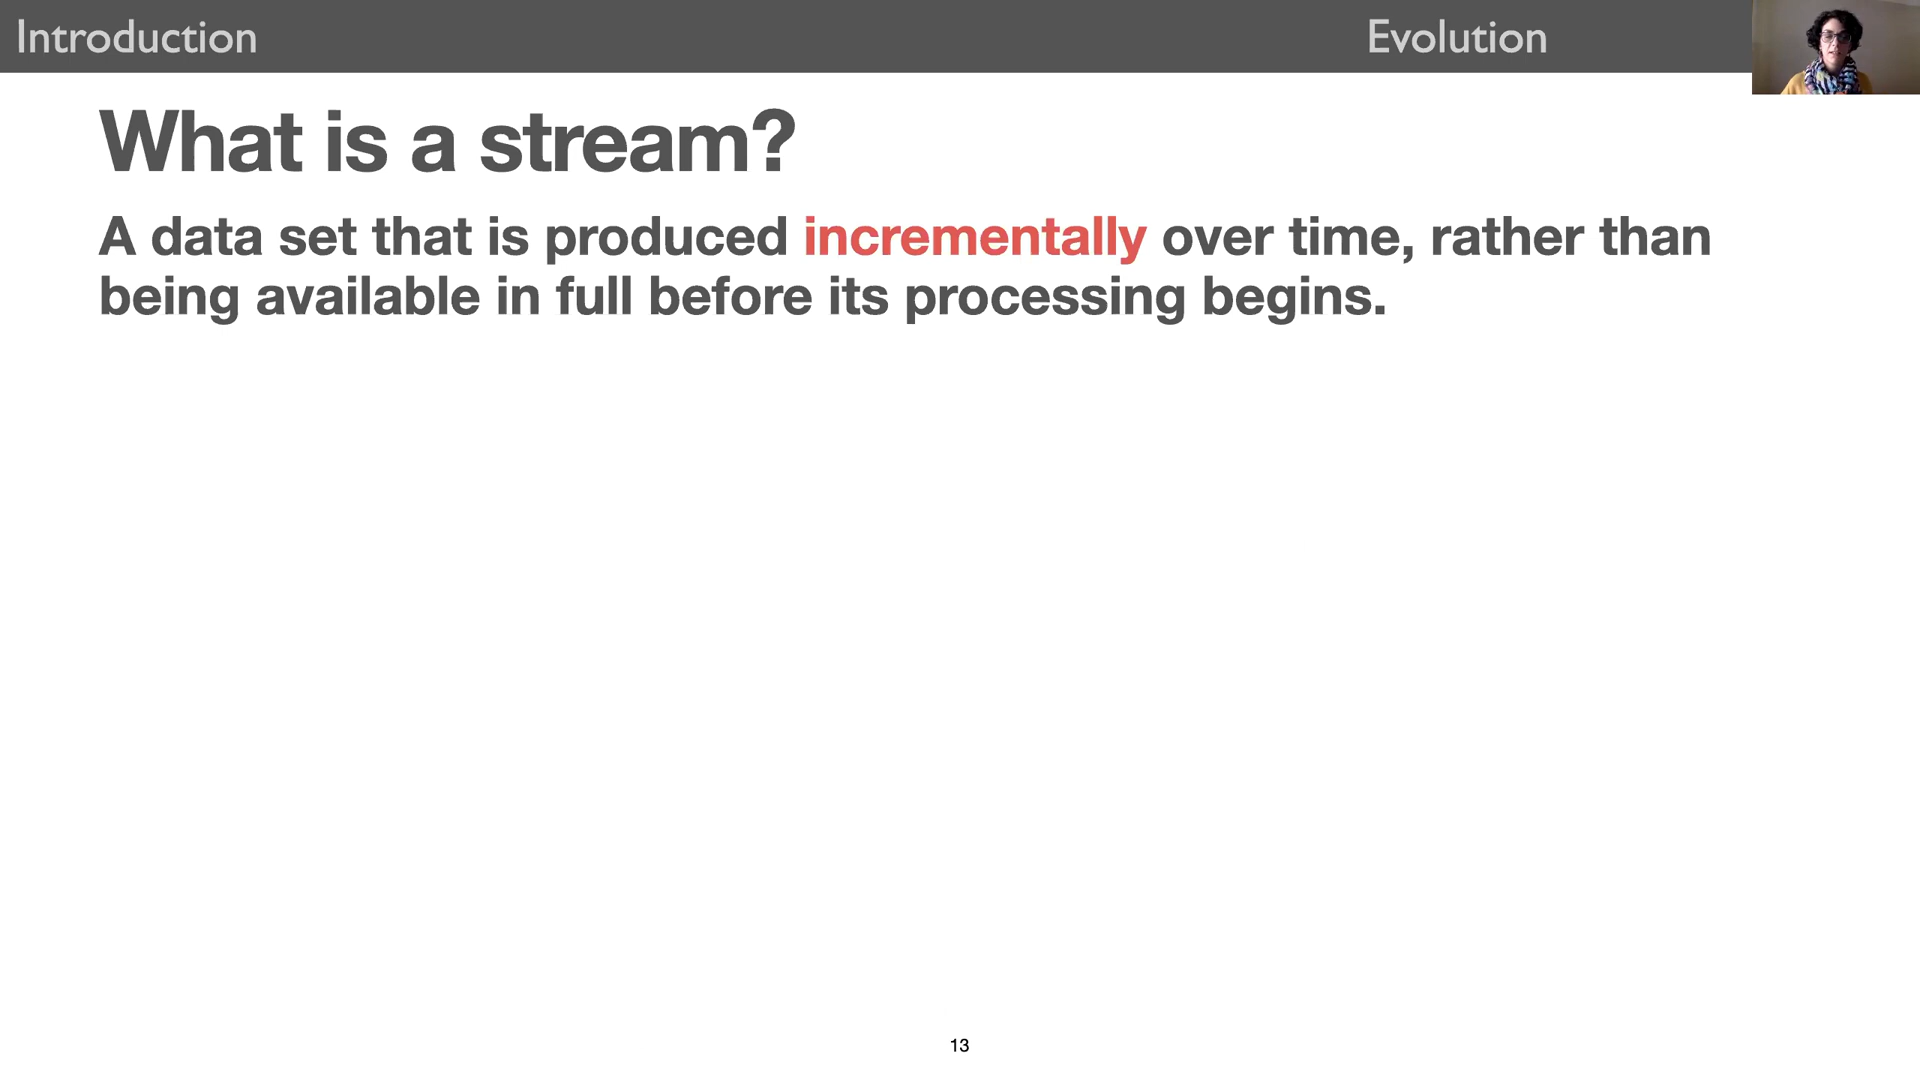 Introduction
Evolution
What is a stream?
A data set that is produced incrementally over time, rather than
being available in full before its processing begins.
13